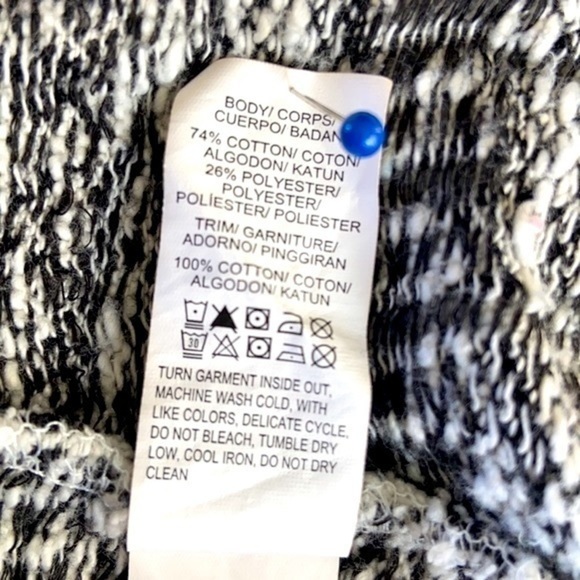 BODY/ CORPS/
CUERPO/ BADAN
74% COTTON/ COTON/
ALGODON/ KATUN
26% POLYESTER/
POLYESTER/
POLÍESTER/ POLIESTER
TRIM/ GARNITURE/
ADORNO/ PINGGIRAN
100% COTTON/ COTON/
ALGODON/ KATUN
30
TURN GARMENT INSIDE OUT,
MACHINE WASH COLD, WITH
LIKE COLORS, DELICATE CYCLE,
DO NOT BLEACH, TUMBLE DRY
LOW, COOL IRON, DO NOT DRY
CLEAN